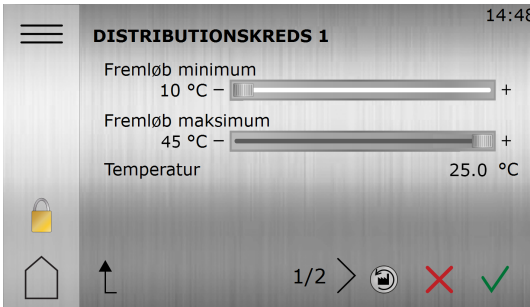 14:48
DISTRIBUTIONSKREDS 1
Fremløb minimum
10 °C – +
Fremløb maksimum
45 °C – +
Temperatur 25.0 °C
1/2